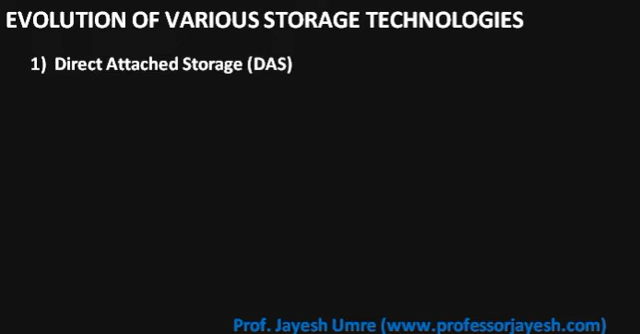 EVOLUTION OF VARIOUS STORAGE TECHNOLOGIES
1) Direct Attached Storage (DAS)
Prof. Jayesh Umre (www.professorjayesh.com)